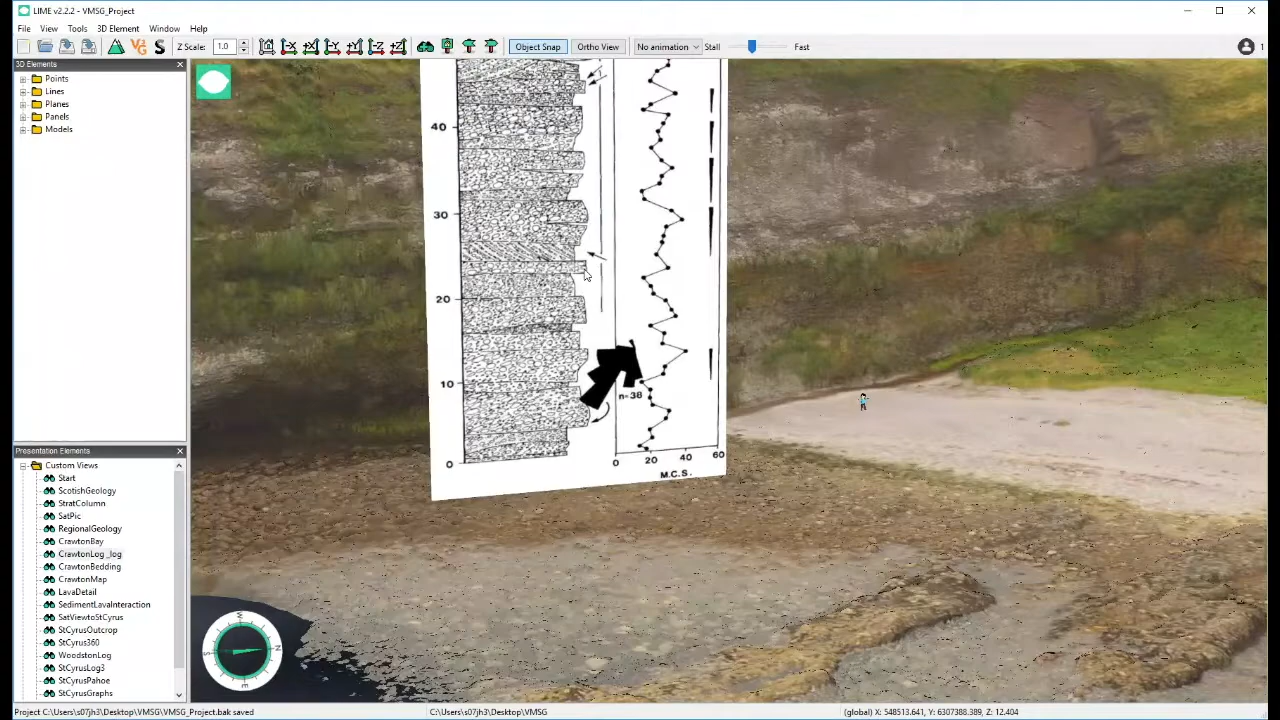 LIME v2.2.2 - VMSG_Project
File View Tools 3D Element Window Help
Z Scale: 1.0 Object Snap Ortho View No animation Stall Fast 1
3D Elements
Points
Lines
Planes
Panels
Models
Presentation Elements
Custom Views
Start
ScotishGeology
StratColumn
SatPic
RegionalGeology
CrawtonBay
CrawtonLog_log
CrawtonBedding
CrawtonMap
LavaDetail
SedimentLavaInteraction
SatViewtoStCyrus
StCyrusOutcrop
StCyrus360
WoodstonLog
StCyrusLog3
StCyrusPahoe
StCyrusGraphs
40
30
20
10
0
n=38
0 20 40 60
M.C.S.
W
N
E
S
Project C:\Users\s07jh3\Desktop\VMSG\VMSG_Project.bak saved
C:\Users\s07jh3\Desktop\VMSG
(global) X: 548513.641, Y: 6307388.389, Z: 12.404